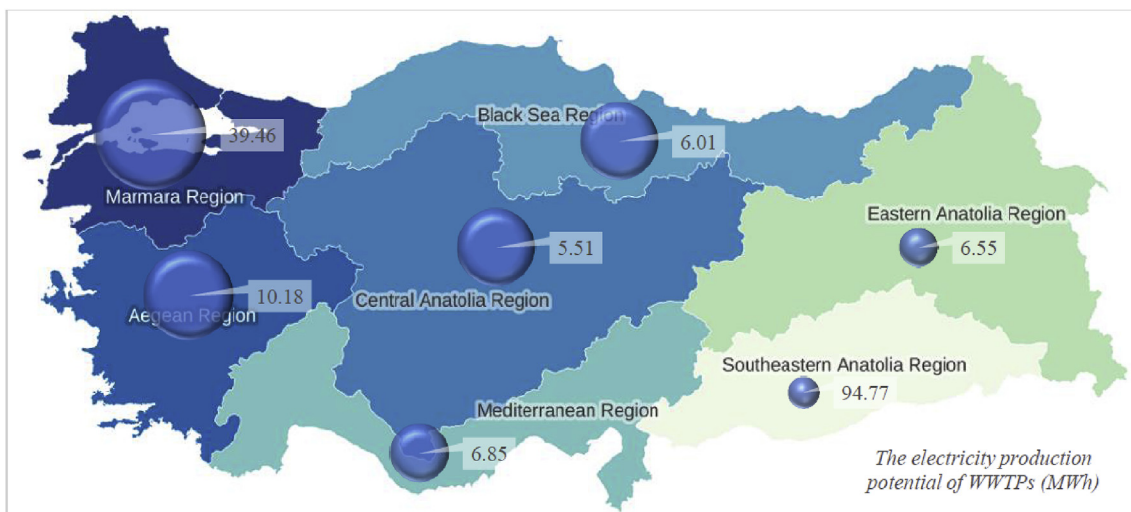 Black Sea Region
39.46
6.01
Marmara Region
Eastern Anatolia Region
5.51
6.55
10.18
Central Anatolia Region
Aegean Region
Southeastern Anatolia Region
94.77
Mediterranean Region
6.85
The electricity production
potential of WWTPs (MWh)